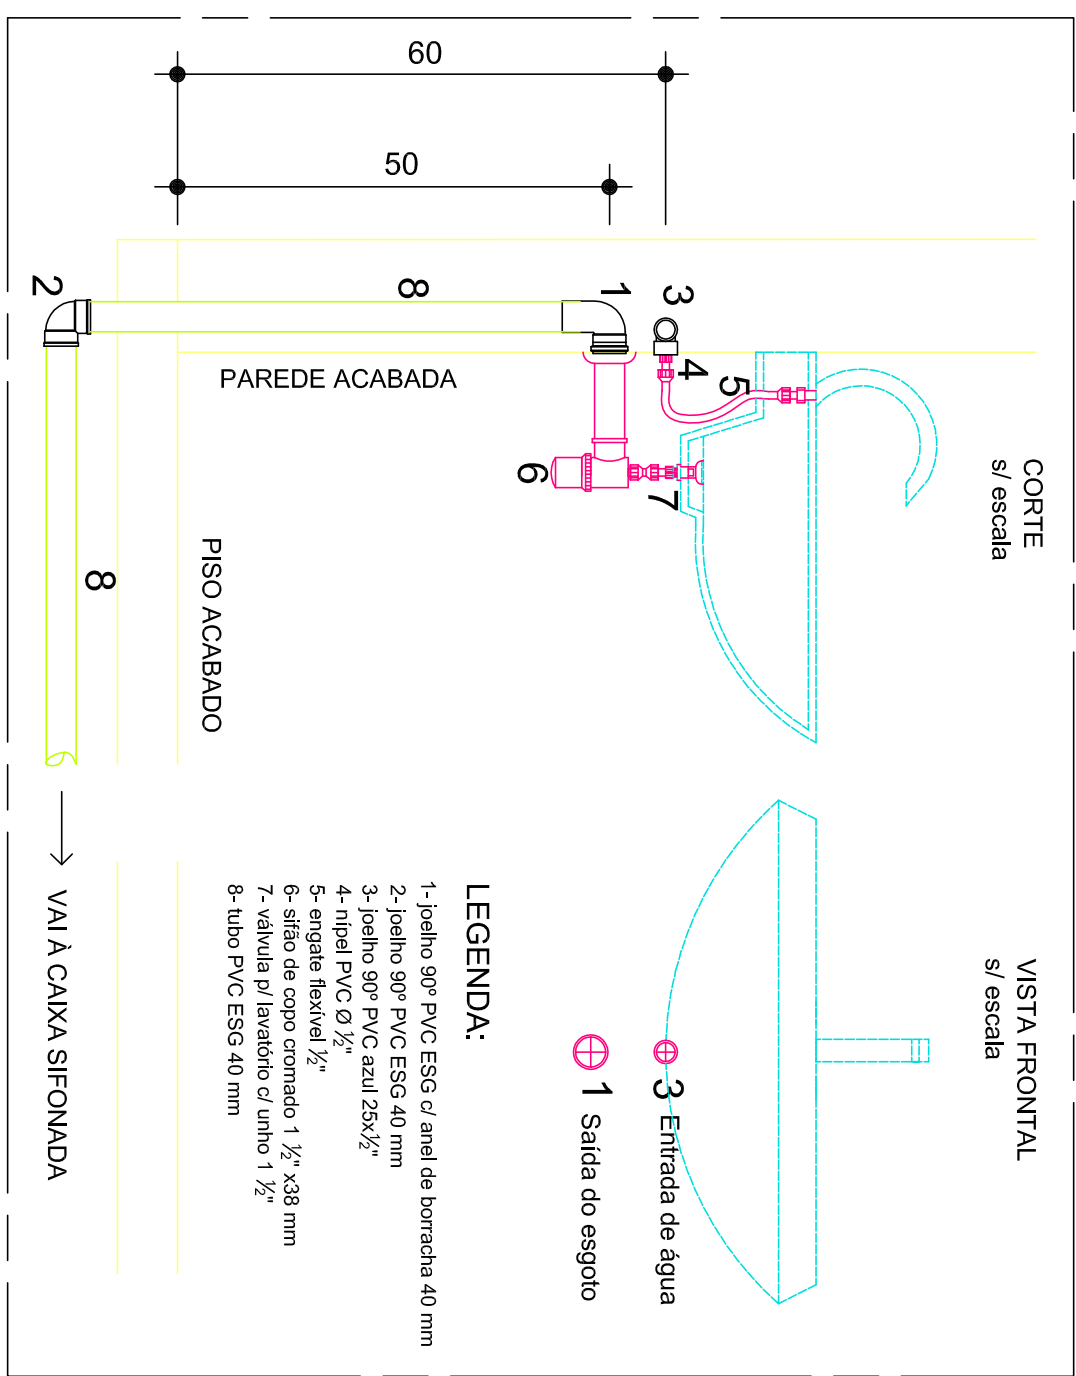 CORTE
s/ escala
VISTA FRONTAL
s/ escala
60
50
3
4
5
1
7
6
8
2
8
PAREDE ACABADA
PISO ACABADO
VAI À CAIXA SIFONADA
3 Entrada de água
1 Saída do esgoto
LEGENDA:
1- joelho 90º PVC ESG c/ anel de borracha 40 mm
2- joelho 90º PVC ESG 40 mm
3- joelho 90º PVC azul 25x½"
4- nípel PVC Ø ½"
5- engate flexível ½"
6- sifão de copo cromado 1 ½" x38 mm
7- válvula p/ lavatório c/ unho 1 ½"
8- tubo PVC ESG 40 mm